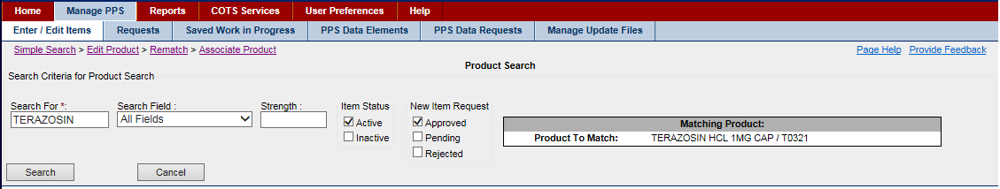 Home Manage PPS Reports COTS Services User Preferences Help
Enter / Edit Items Requests Saved Work in Progress PPS Data Elements PPS Data Requests Manage Update Files
Simple Search > Edit Product > Rematch > Associate Product Page Help Provide Feedback
Product Search
Search Criteria for Product Search
Search For *: Search Field : Strength : Item Status New Item Request
TERAZOSIN All Fields Active Approved Matching Product:
Inactive Pending Product To Match: TERAZOSIN HCL 1MG CAP / T0321
Rejected
Search Cancel